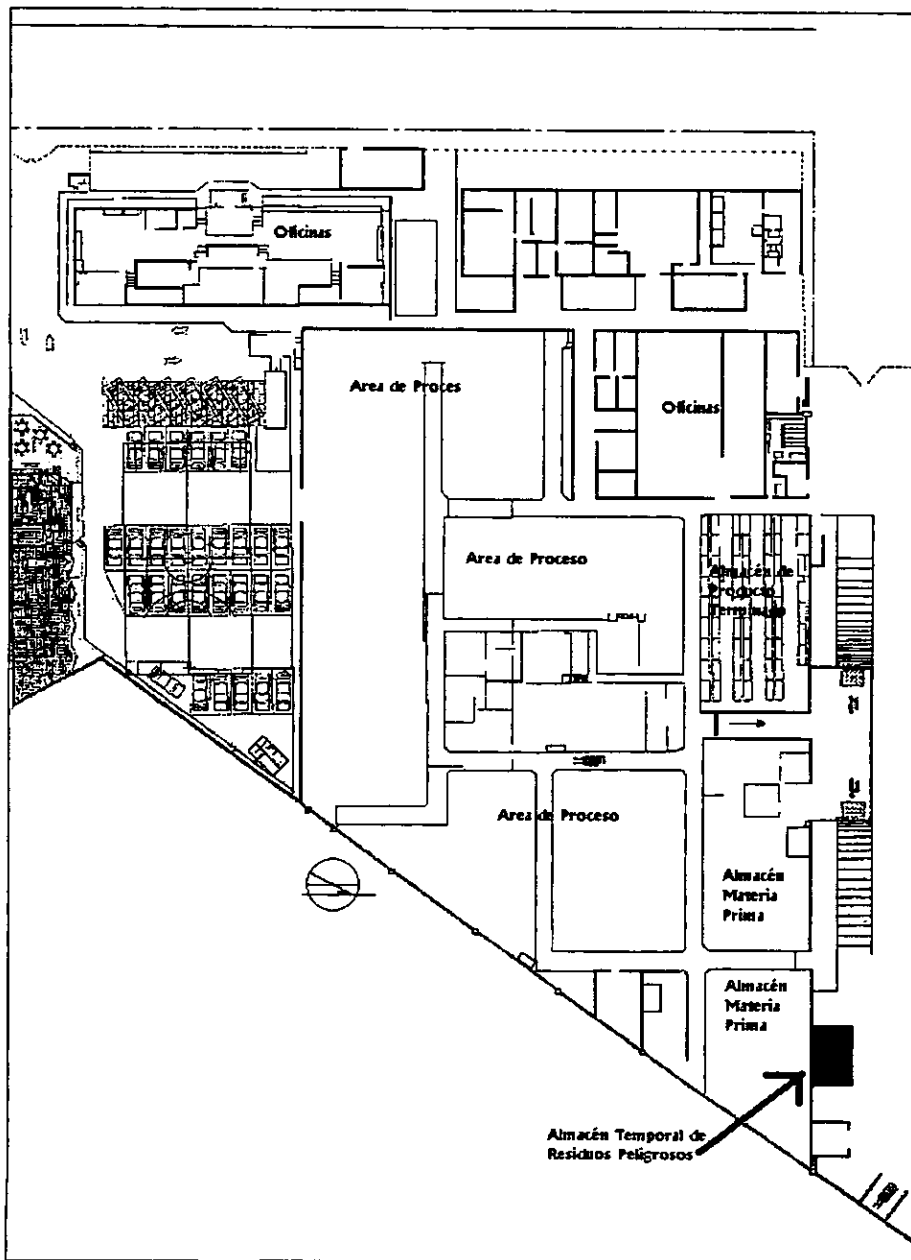 Oficinas
Area de Proces
Oficinas
Area de Proceso
Almacén de
Producto
Terminado
Area de Proceso
Almacén
Materia
Prima
Almacén
Materia
Prima
Almacén Temporal de
Residuos Peligrosos